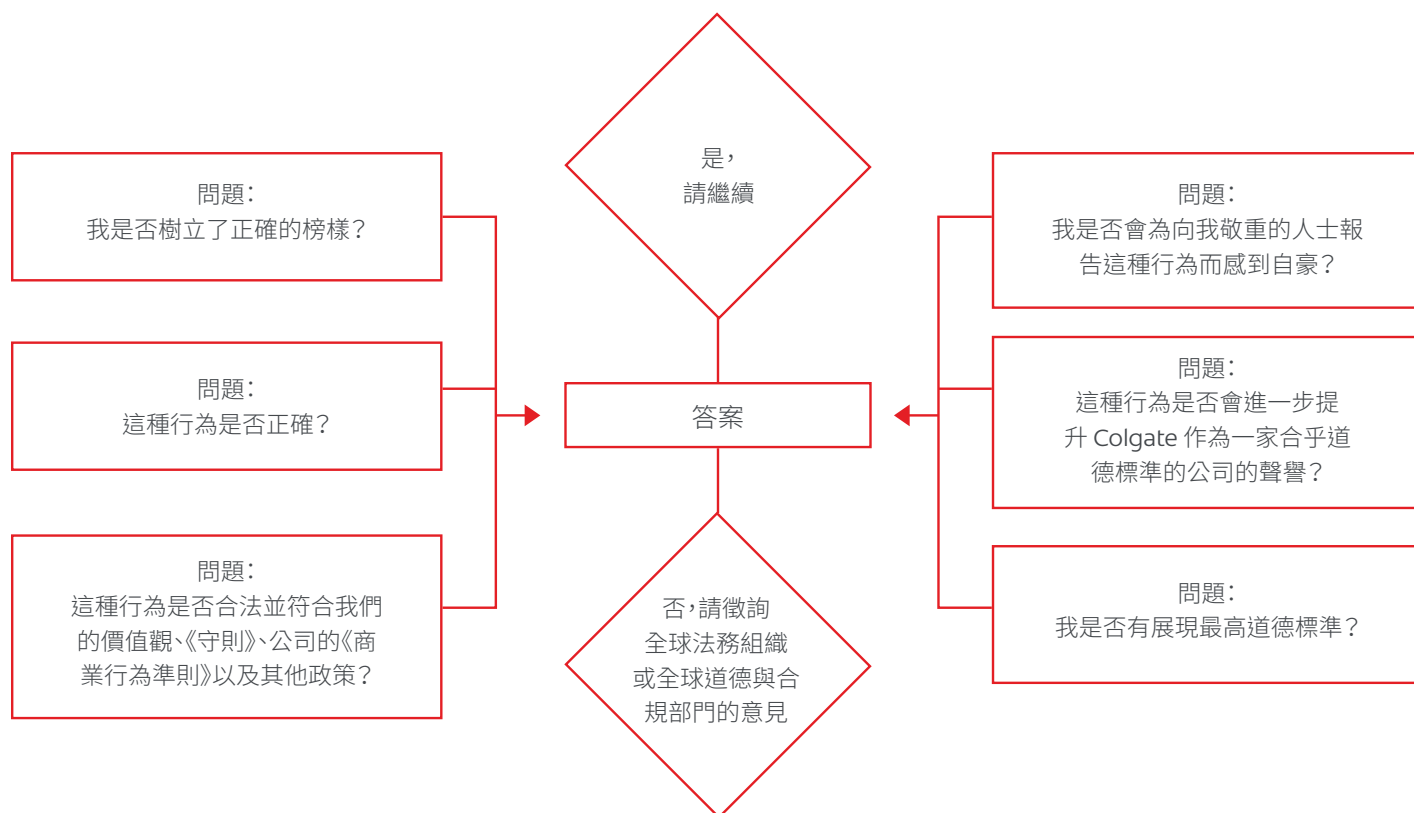 是，
請繼續
問題：
我是否樹立了正確的榜樣？
問題：
這種行為是否正確？
問題：
這種行為是否合法並符合我們
的價值觀、《守則》、公司的《商
業行為準則》以及其他政策？
答案
否，請徵詢
全球法務組織
或全球道德與合
規部門的意見
問題：
我是否會為向我敬重的人士報
告這種行為而感到自豪？
問題：
這種行為是否會進一步提
升 Colgate 作為一家合乎道
德標準的公司的聲譽？
問題：
我是否有展現最高道德標準？